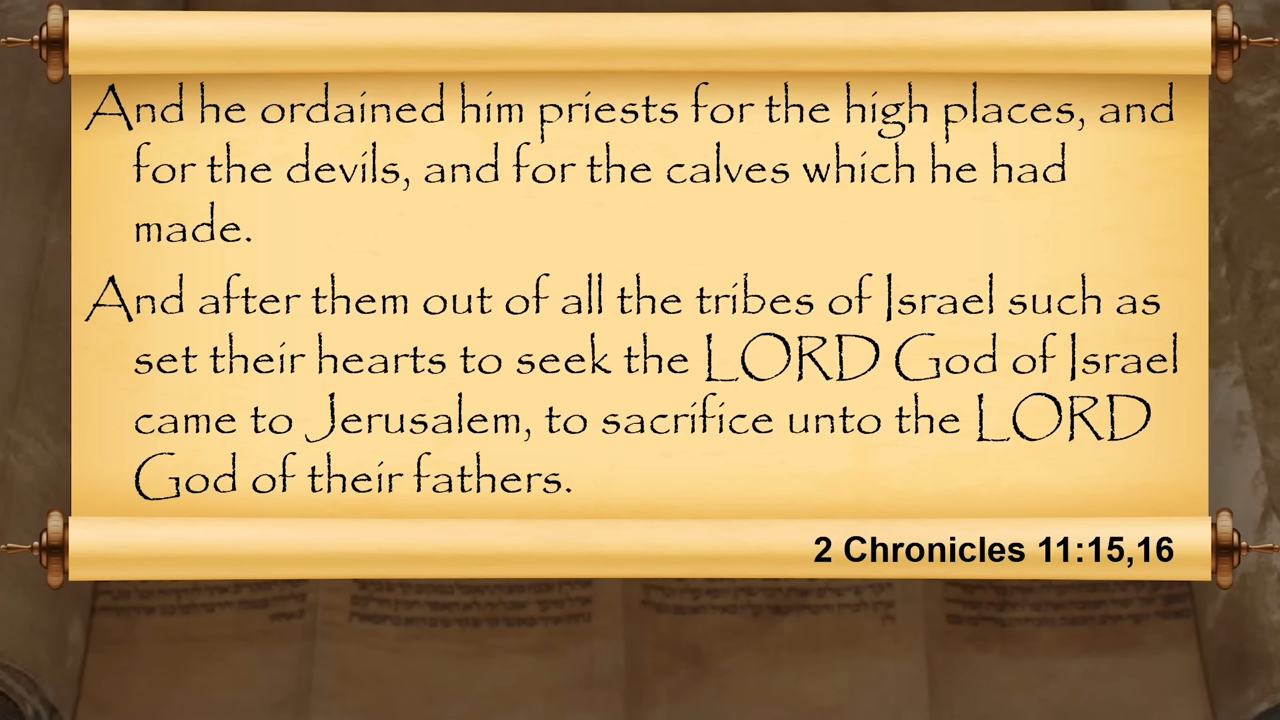 And he ordained him priests for the high places, and
for the devils, and for the calves which he had
made.
And after them out of all the tribes of Israel such as
set their hearts to seek the LORD God of Israel
came to Jerusalem, to sacrifice unto the LORD
God of their fathers.
2 Chronicles 11:15,16